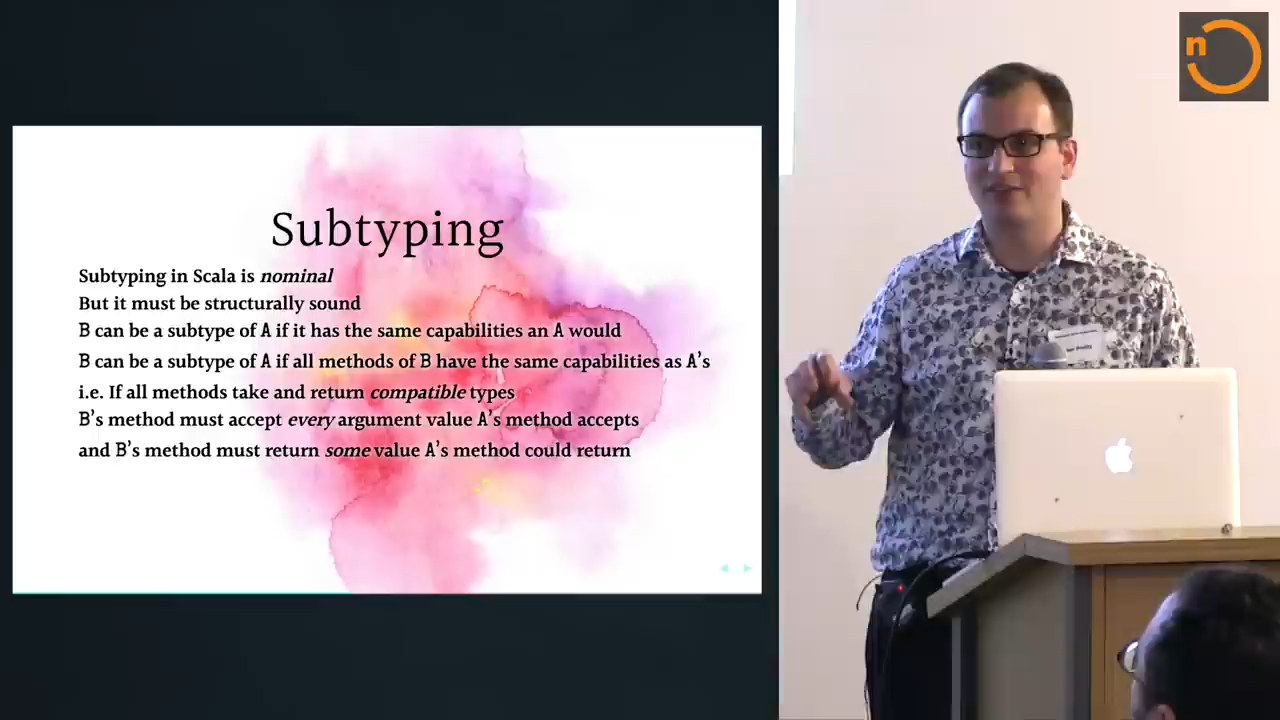 n
Subtyping
Subtyping in Scala is nominal
But it must be structurally sound
B can be a subtype of A if it has the same capabilities an A would
B can be a subtype of A if all methods of B have the same capabilities as A's
i.e. If all methods take and return compatible types
B's method must accept every argument value A's method accepts
and B's method must return some value A's method could return